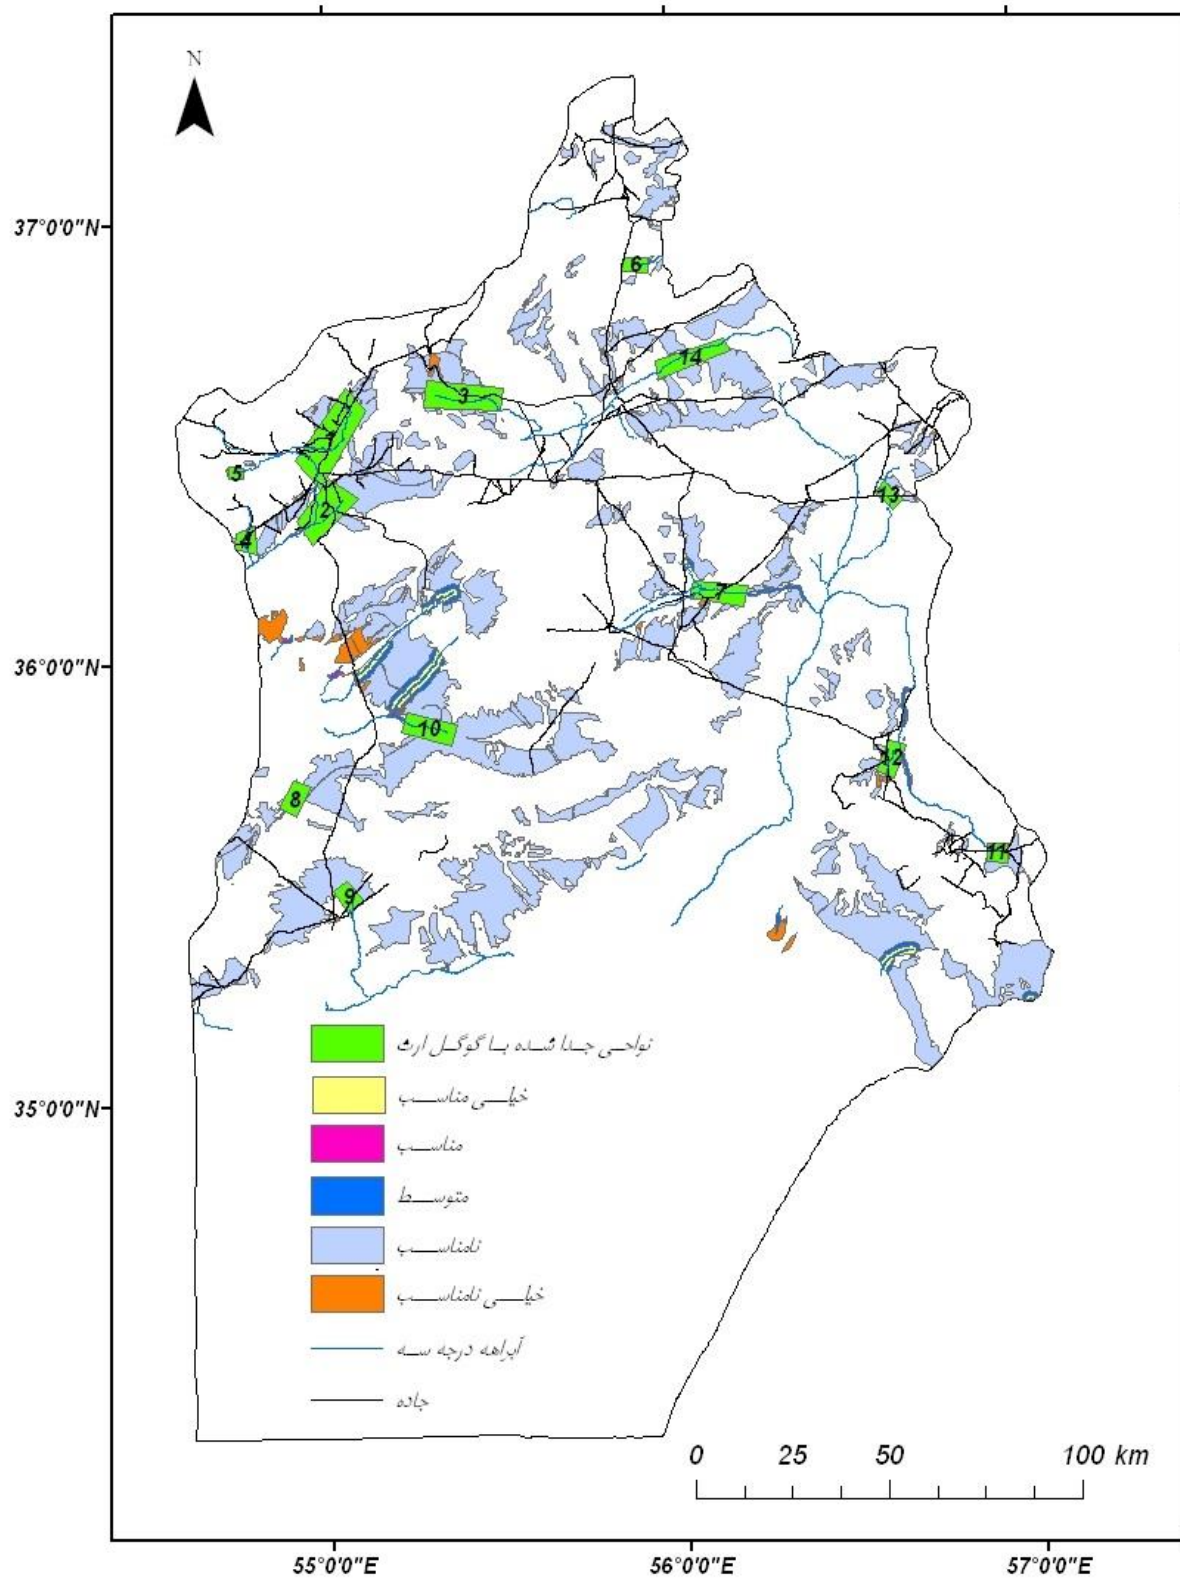 N
37°0'0"N
6
14
3
1
5
2
13
4
7
36°0'0"N
10
12
8
11
9
نواحی جدا شده با گوگل ارث
35°0'0"N
خیلی مناسب
مناسب
متوسط
نامناسب
خیلی نامناسب
آبراهه درجه سه
جاده
0 25 50 100 km
55°0'0"E 56°0'0"E 57°0'0"E